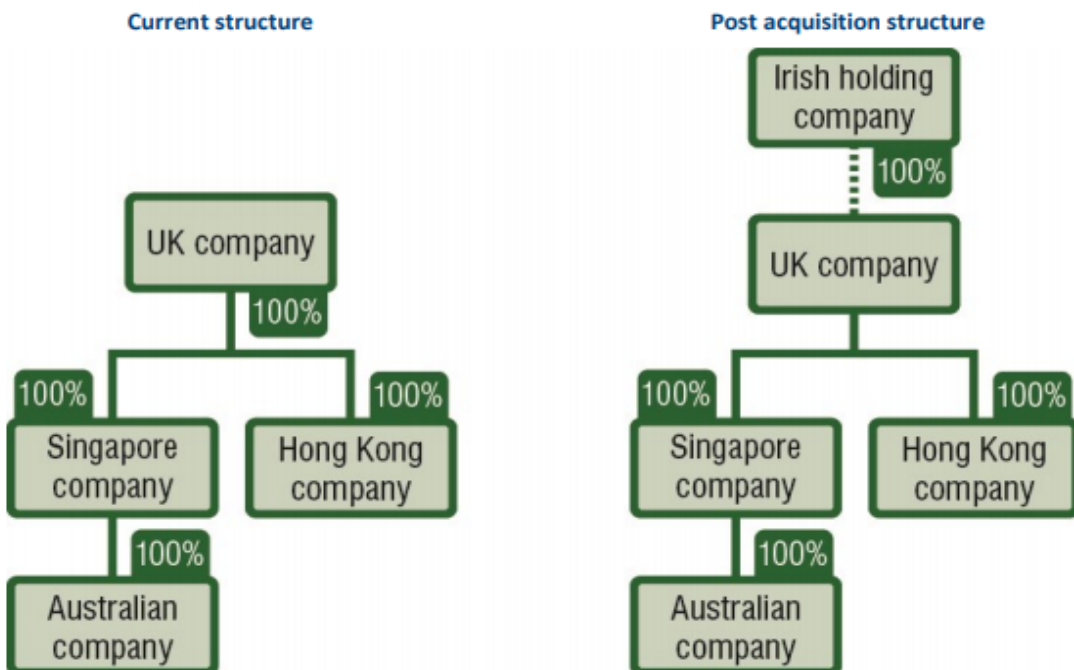 Current structure
UK company
100%
100%
100%
Singapore
company
Hong Kong
company
100%
Australian
company
Post acquisition structure
Irish holding
company
100%
UK company
100%
100%
Singapore
company
Hong Kong
company
100%
Australian
company